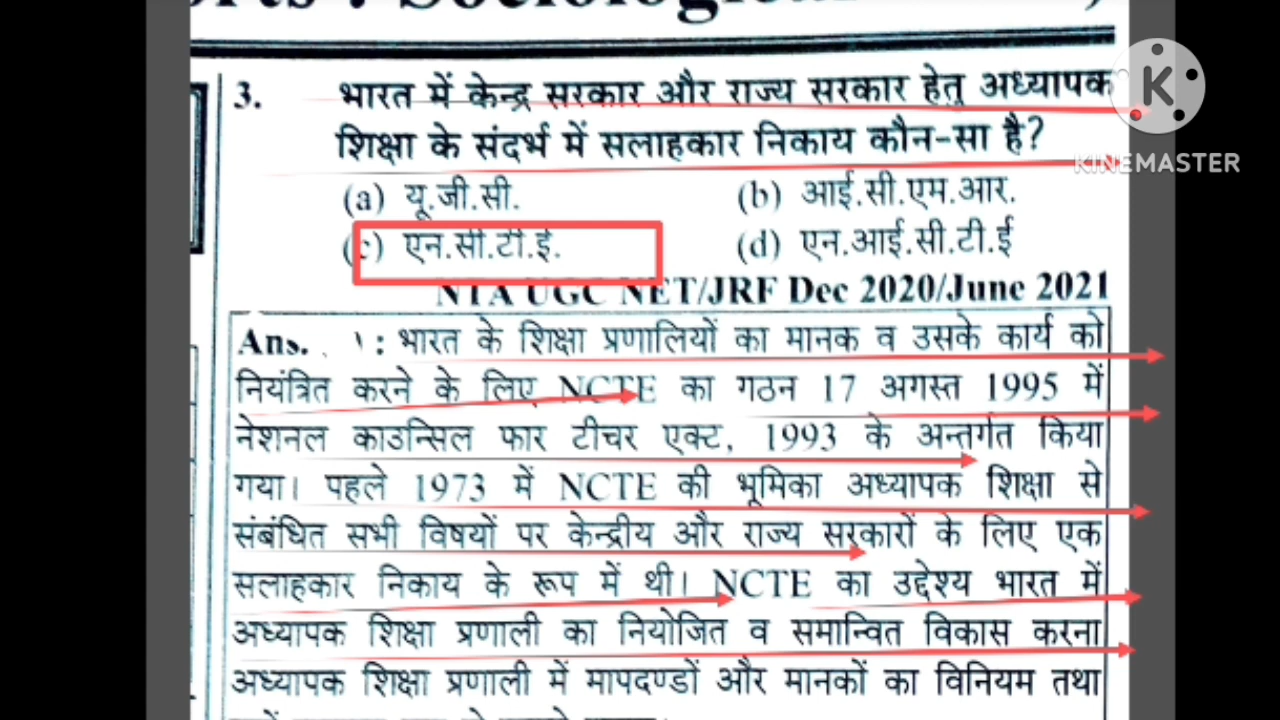 : Sociological
3. भारत में केन्द्र सरकार और राज्य सरकार हेतु अध्यापक
शिक्षा के संदर्भ में सलाहकार निकाय कौन-सा है?
(a) यू.जी.सी. (b) आई.सी.एम.आर.
(c) एन.सी.टी.ई. (d) एन.आई.सी.टी.ई
NTA UGC NET/JRF Dec 2020/June 2021
Ans. : भारत के शिक्षा प्रणालियों का मानक व उसके कार्य को
नियंत्रित करने के लिए NCTE का गठन 17 अगस्त 1995 में
नेशनल काउन्सिल फार टीचर एक्ट, 1993 के अन्तर्गत किया
गया। पहले 1973 में NCTE की भूमिका अध्यापक शिक्षा से
संबंधित सभी विषयों पर केन्द्रीय और राज्य सरकारों के लिए एक
सलाहकार निकाय के रूप में थी। NCTE का उद्देश्य भारत में
अध्यापक शिक्षा प्रणाली का नियोजित व समान्वित विकास करना
अध्यापक शिक्षा प्रणाली में मापदण्डों और मानकों का विनियम तथा
K
KINEMASTER